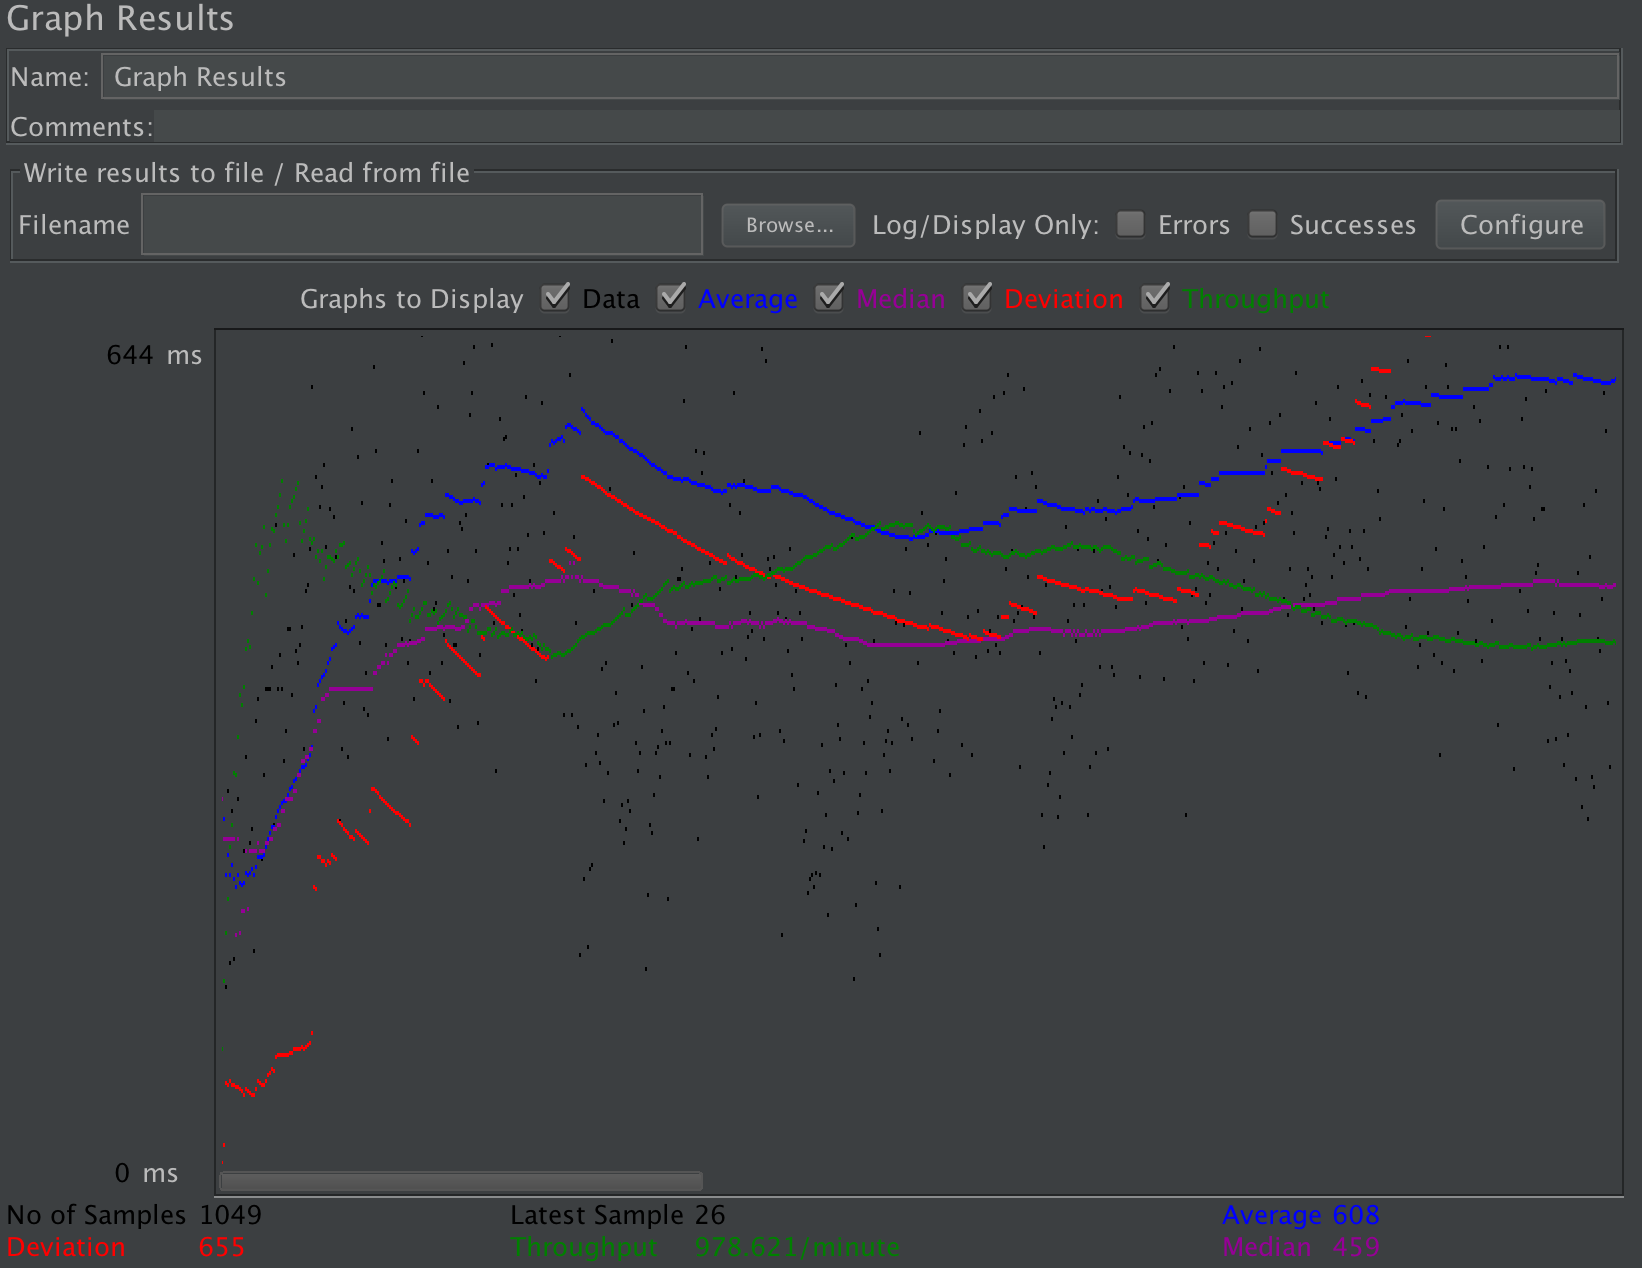 Graph Results
Name: Graph Results
Comments:
Write results to file / Read from file
Filename Browse... Log/Display Only: Errors Successes Configure
Graphs to Display Data Average Median Deviation Throughput
644 ms
0 ms
No of Samples 1049 Latest Sample 26 Average 608
Deviation 655 Throughput 978.621/minute Median 459